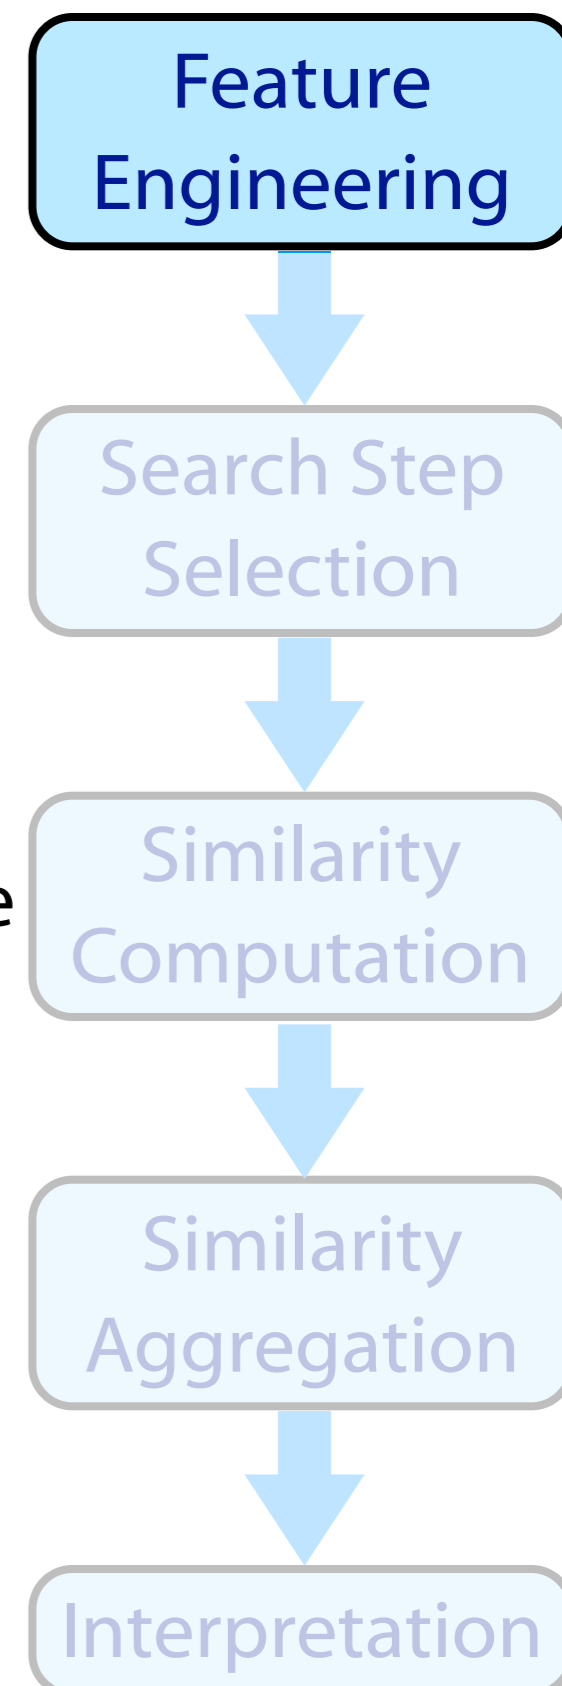 Feature
Engineering
Search Step
Selection
Similarity
e
Computation
Similarity
Aggregation
Interpretation